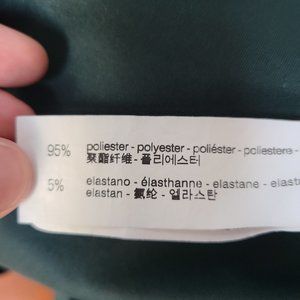 95% poliester - polyester - poliéster - poliestere -
聚酯纤维 - 폴리에스터
5% elastano - élasthanne - elastane -
elastan - 氨纶 - 엘라스탄